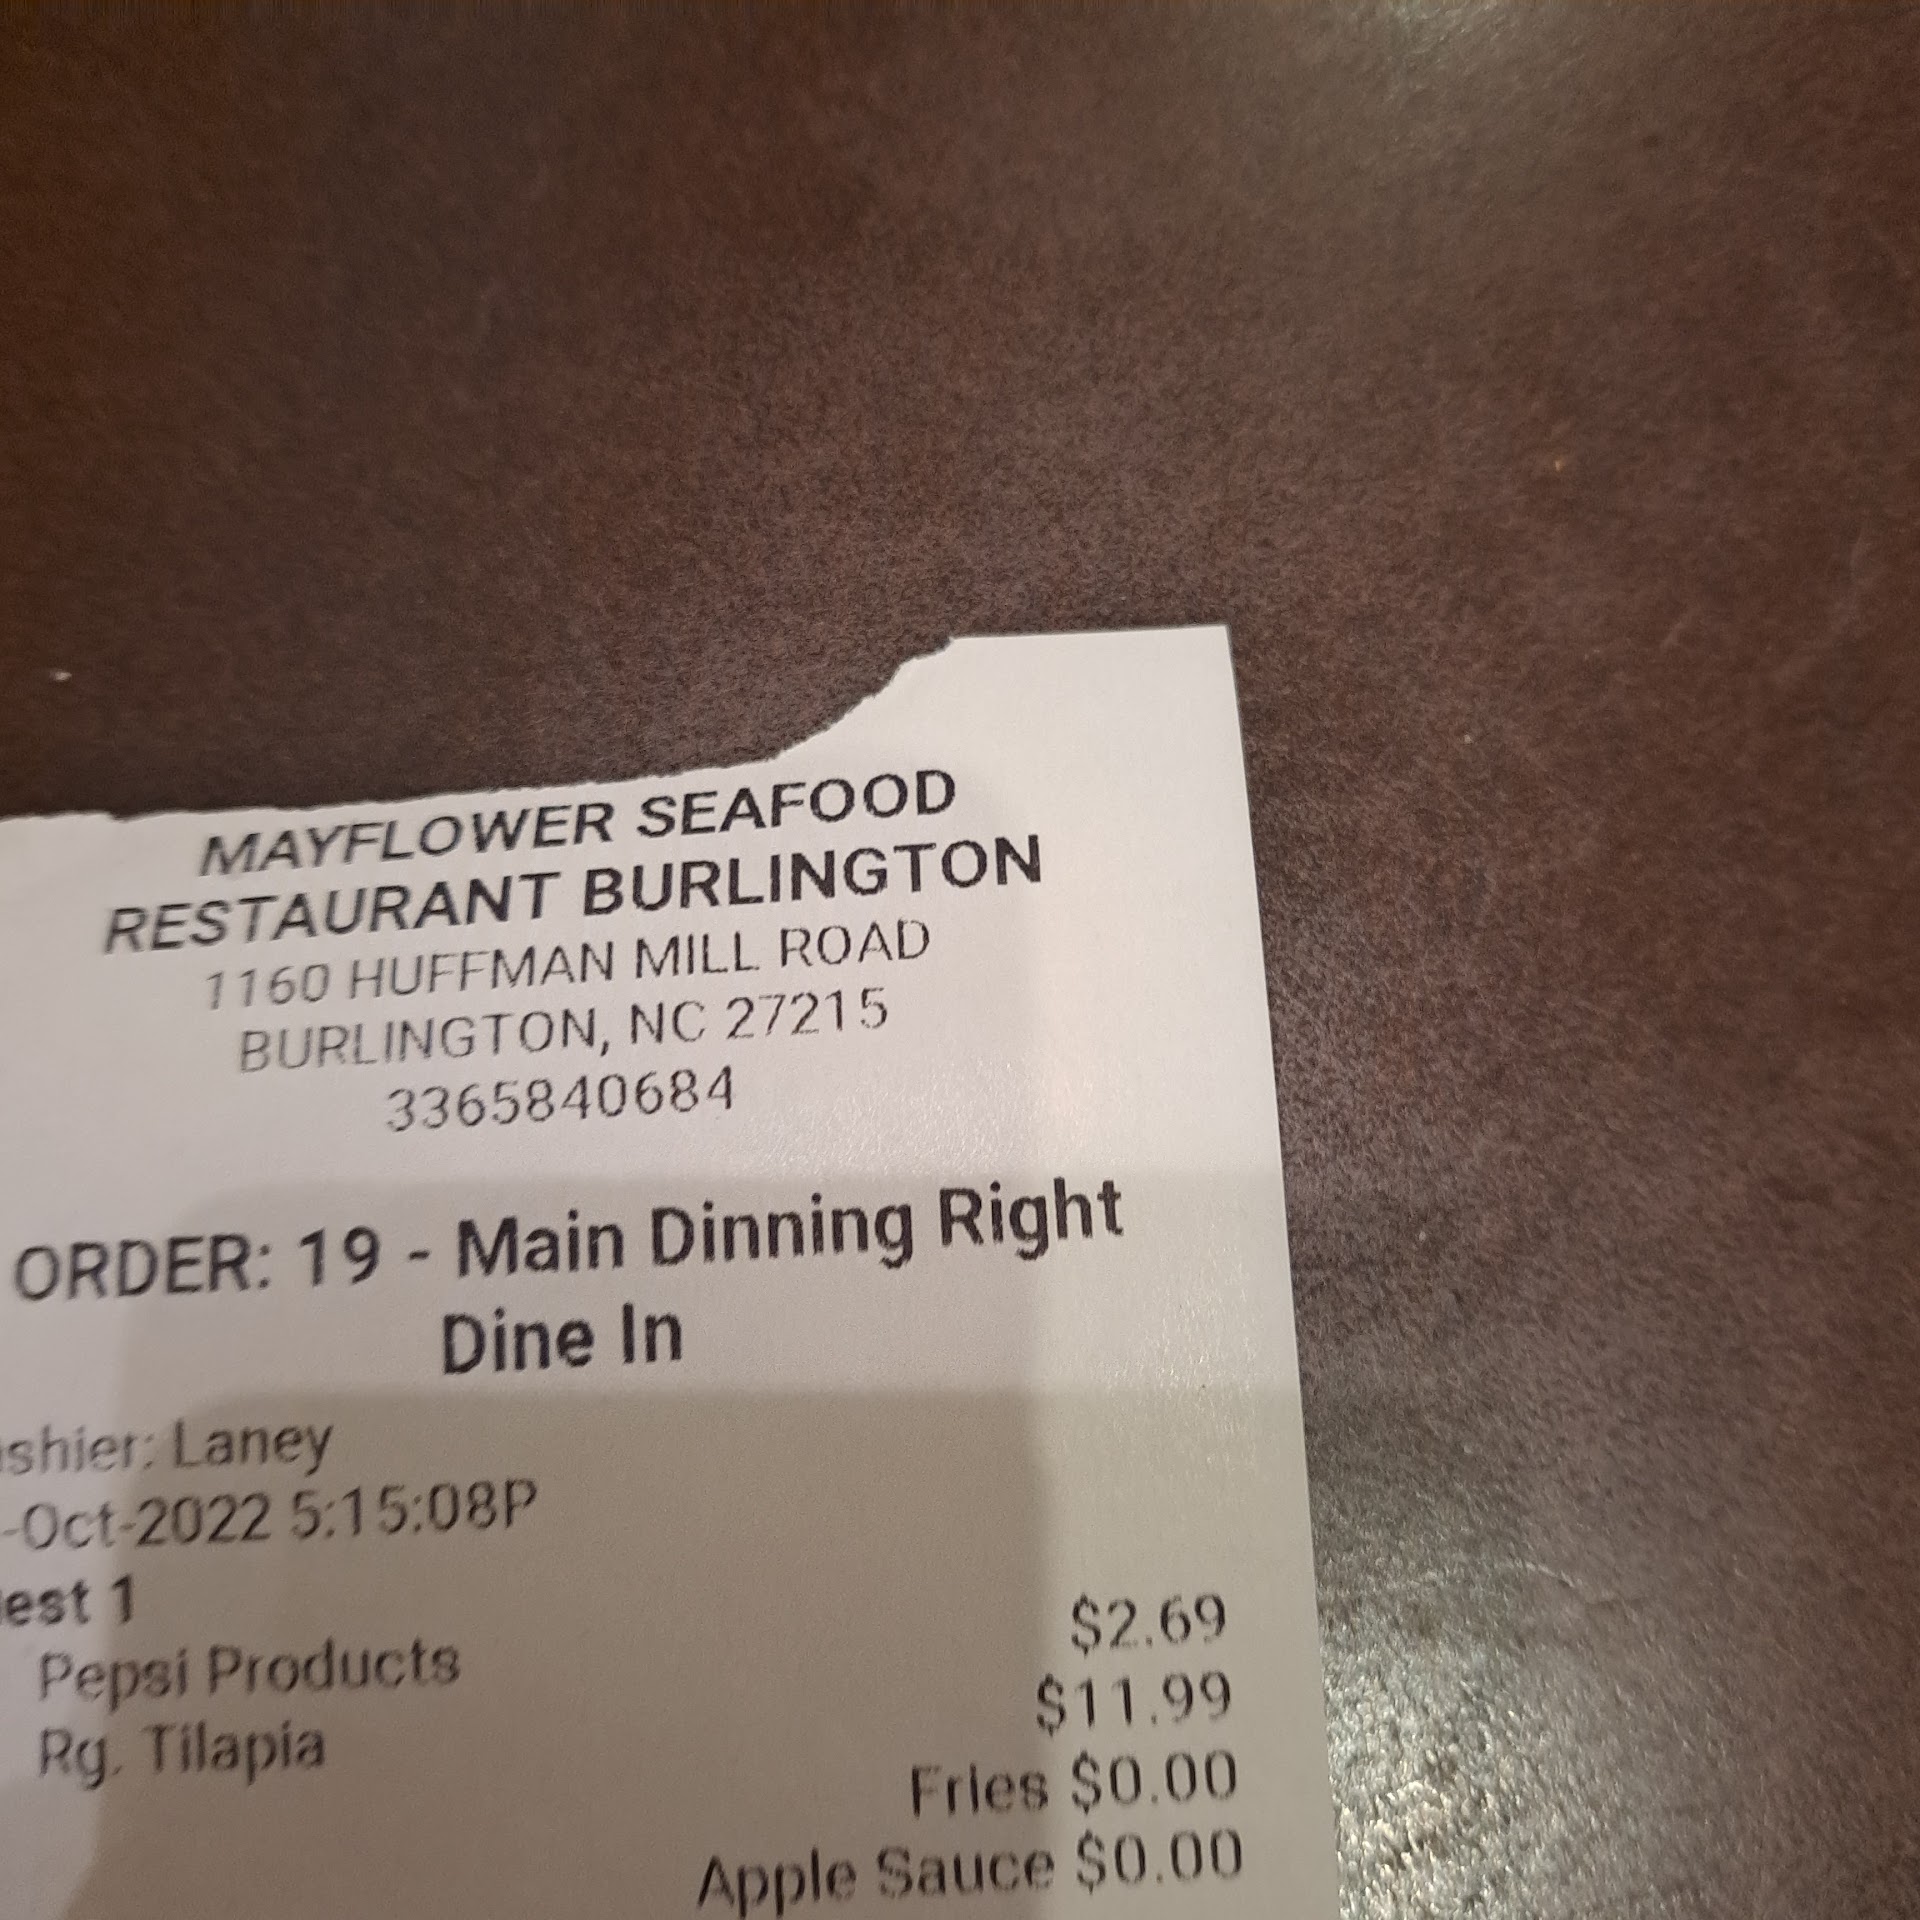 MAYFLOWER SEAFOOD
RESTAURANT BURLINGTON
1160 HUFFMAN MILL ROAD
BURLINGTON, NC 27215
3365840684
ORDER: 19 - Main Dinning Right
Dine In
ashier: Laney
-Oct-2022 5:15:08P
est 1
Pepsi Products $2.69
Rg. Tilapia $11.99
Fries $0.00
Apple Sauce $0.00